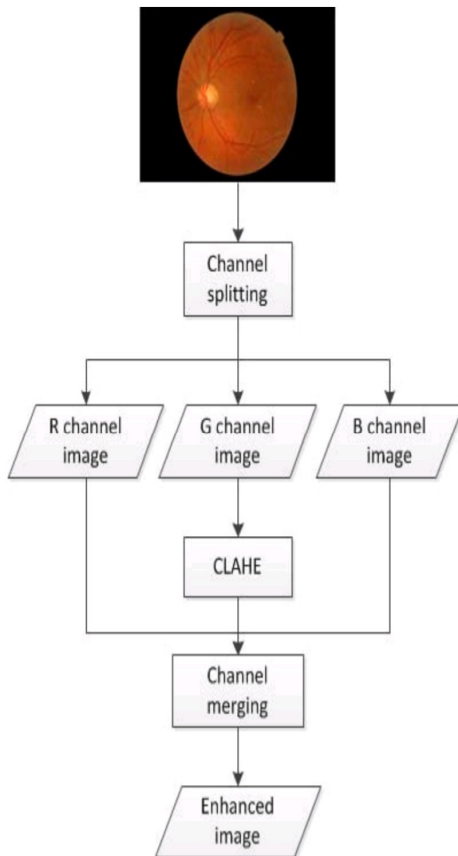 Channel
splitting
R channel
image
G channel
image
B channel
image
CLAHE
Channel
merging
Enhanced
image